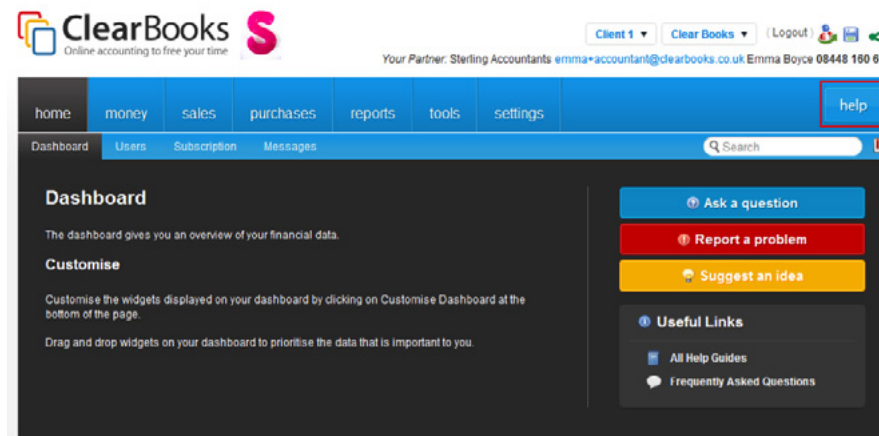 ClearBooks
Online accounting to free your time
S
Client 1 ▼ Clear Books ▼ (Logout)
Your Partner: Sterling Accountants emma+accountant@clearbooks.co.uk Emma Boyce 08448 160 6
home money sales purchases reports tools settings help
Dashboard Users Subscription Messages Search
Dashboard
The dashboard gives you an overview of your financial data.
Customise
Customise the widgets displayed on your dashboard by clicking on Customise Dashboard at the
bottom of the page.
Drag and drop widgets on your dashboard to prioritise the data that is important to you.
Ask a question
Report a problem
Suggest an idea
Useful Links
All Help Guides
Frequently Asked Questions